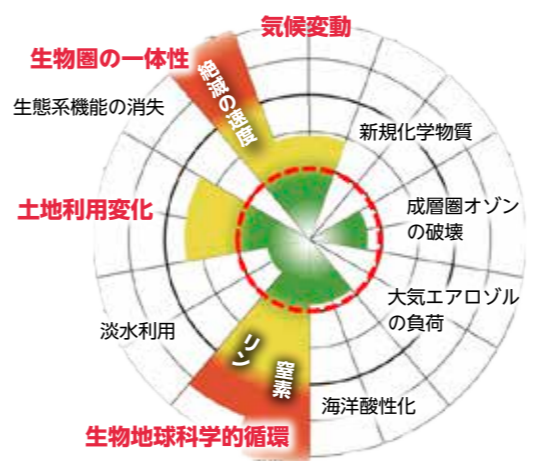 気候変動
生物圏の一体性
絶滅の速度
生態系機能の消失
新規化学物質
土地利用変化
成層圏オゾン
の破壊
大気エアロゾル
の負荷
淡水利用
リン
窒素
海洋酸性化
生物地球科学的循環